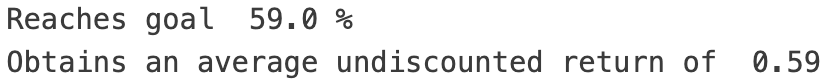 Reaches goal  59.0 %
Obtains an average undiscounted return of  0.59